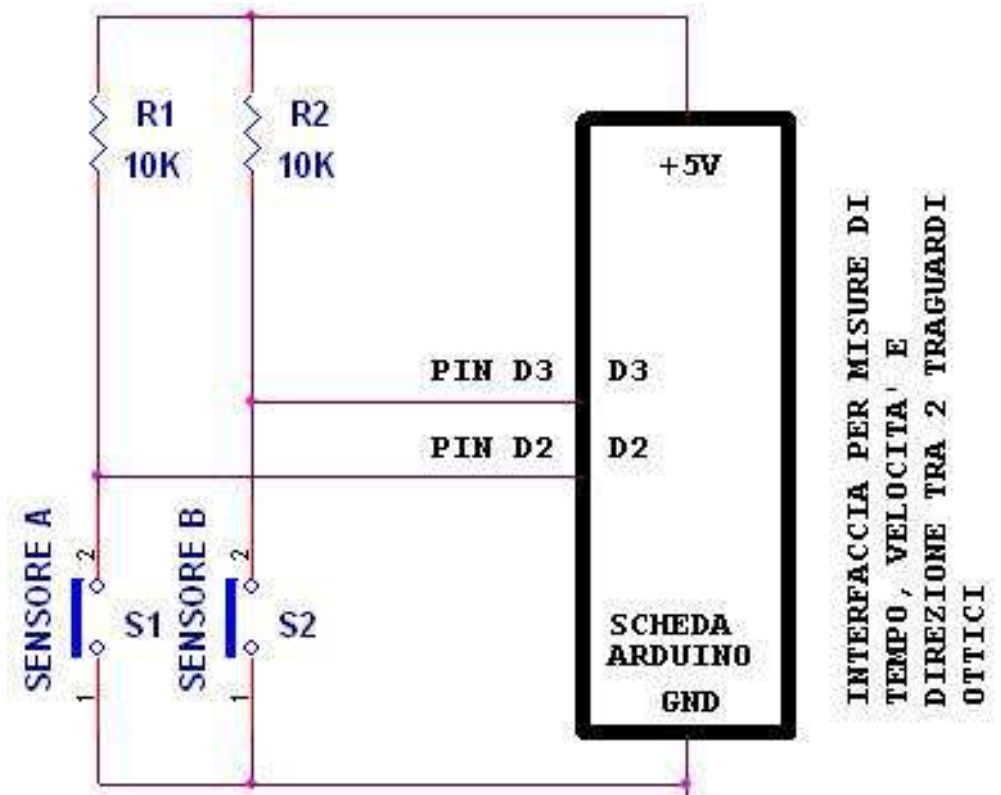 R1
10K
R2
10K
+5V
PIN D3
D3
PIN D2
D2
SENSORE A
2
S1
1
SENSORE B
2
S2
1
SCHEDA
ARDUINO
GND
INTERFACCIA PER MISURE DI
TEMPO, VELOCITA' E
DIREZIONE TRA 2 TRAGUARDI
OTTICI